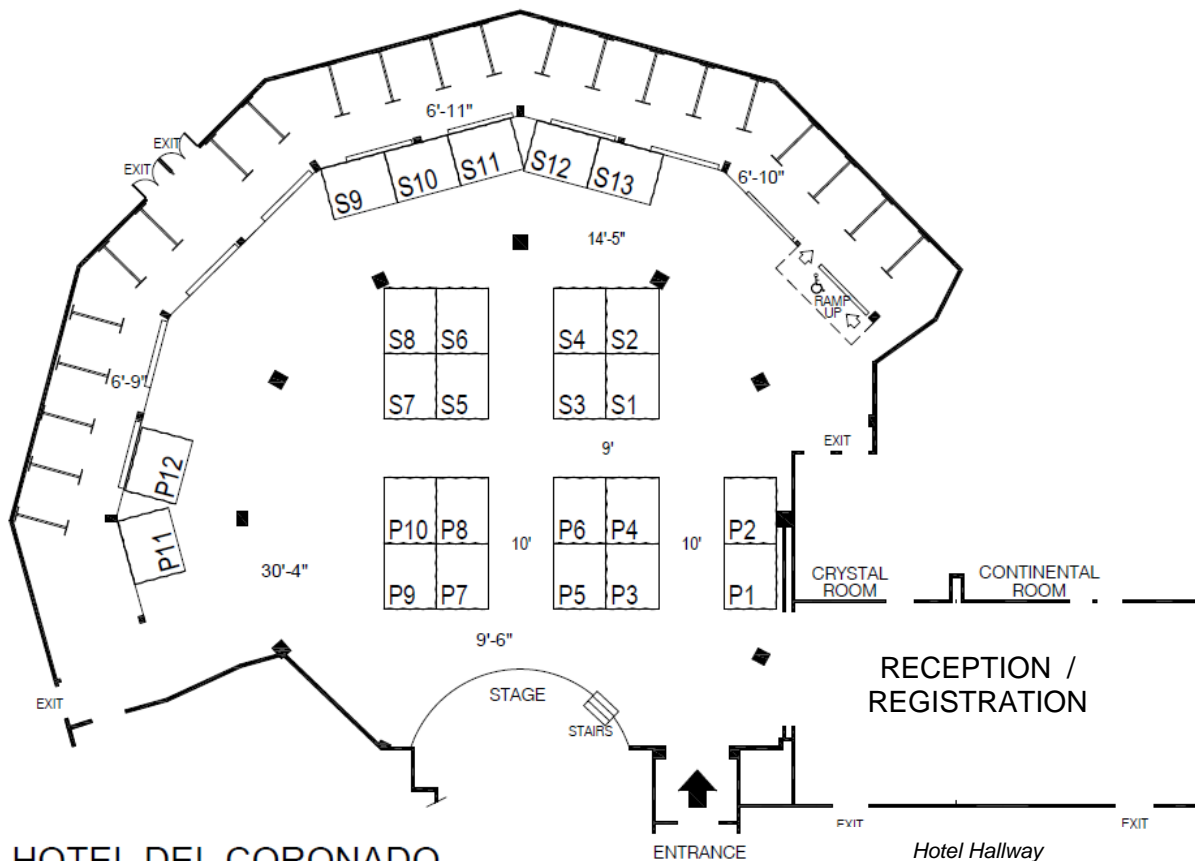 6'-11"
EXIT
EXIT
S9
S10
S11
S12
S13
6'-10"
14'-5"
RAMP
UP
S8 S6
S4 S2
S7 S5
S3 S1
6'-9"
9'
EXIT
P12
P11
P10 P8
P6 P4
P2
10'
10'
30'-4"
P9 P7
P5 P3
P1
CRYSTAL
ROOM
CONTINENTAL
ROOM
9'-6"
RECEPTION /
REGISTRATION
STAGE
STAIRS
EXIT
EXIT
EXIT
ENTRANCE
Hotel Hallway
HOTEL DEL CORONADO